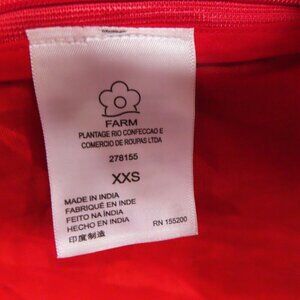 FARM
PLANTAGE RIO CONFECCAO E
COMERCIO DE ROUPAS LTDA
278155
XXS
MADE IN INDIA
FABRIQUÉ EN INDE
FEITO NA ÍNDIA
HECHO EN INDIA
印度制造
RN 155200